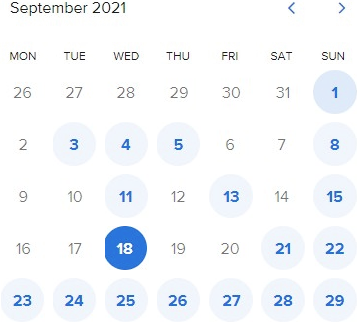 September 2021
MON TUE WED THU FRI SAT SUN
26 27 28 29 30 31 1
2 3 4 5 6 7 8
9 10 11 12 13 14 15
16 17 18 19 20 21 22
23 24 25 26 27 28 29